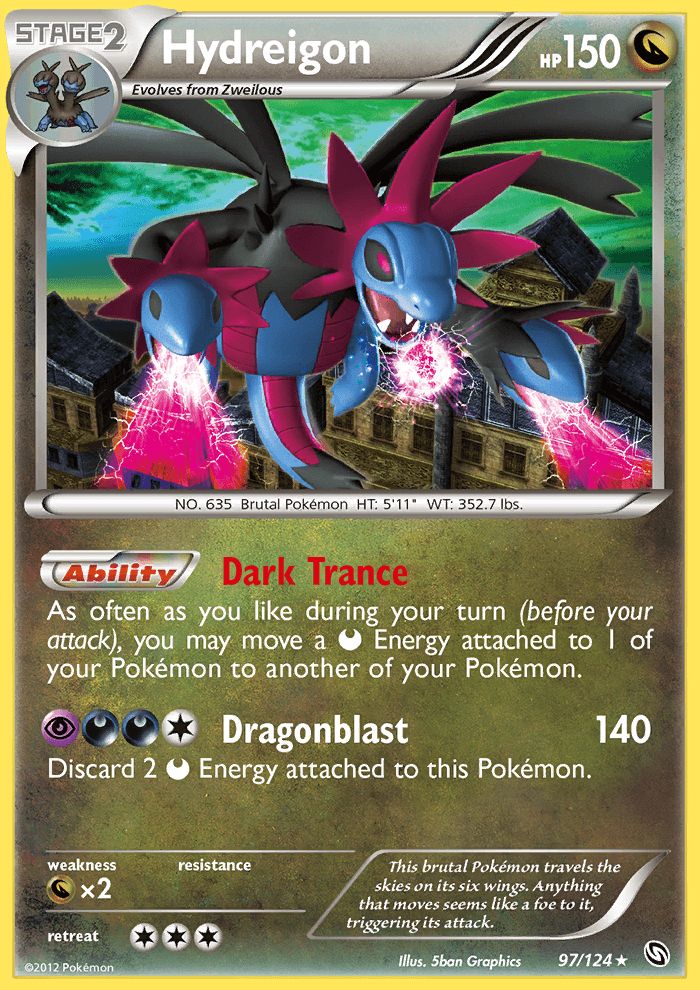 STAGE2
Hydreigon
HP150
Evolves from Zweilous
NO. 635 Brutal Pokémon HT: 5'11" WT: 352.7 lbs.
Ability Dark Trance
As often as you like during your turn (before your
attack), you may move a Energy attached to 1 of
your Pokémon to another of your Pokémon.
Dragonblast 140
Discard 2 Energy attached to this Pokémon.
weakness resistance
×2
retreat
This brutal Pokémon travels the
skies on its six wings. Anything
that moves seems like a foe to it,
triggering its attack.
©2012 Pokémon
Illus. 5ban Graphics 97/124 ★